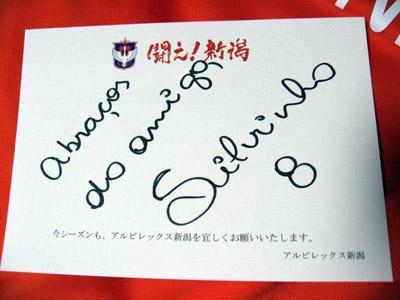 闘え!新潟
Abraços
do amigo,
Silvinho
8
今シーズンも、アルビレックス新潟を宜しくお願いいたします。
アルビレックス新潟